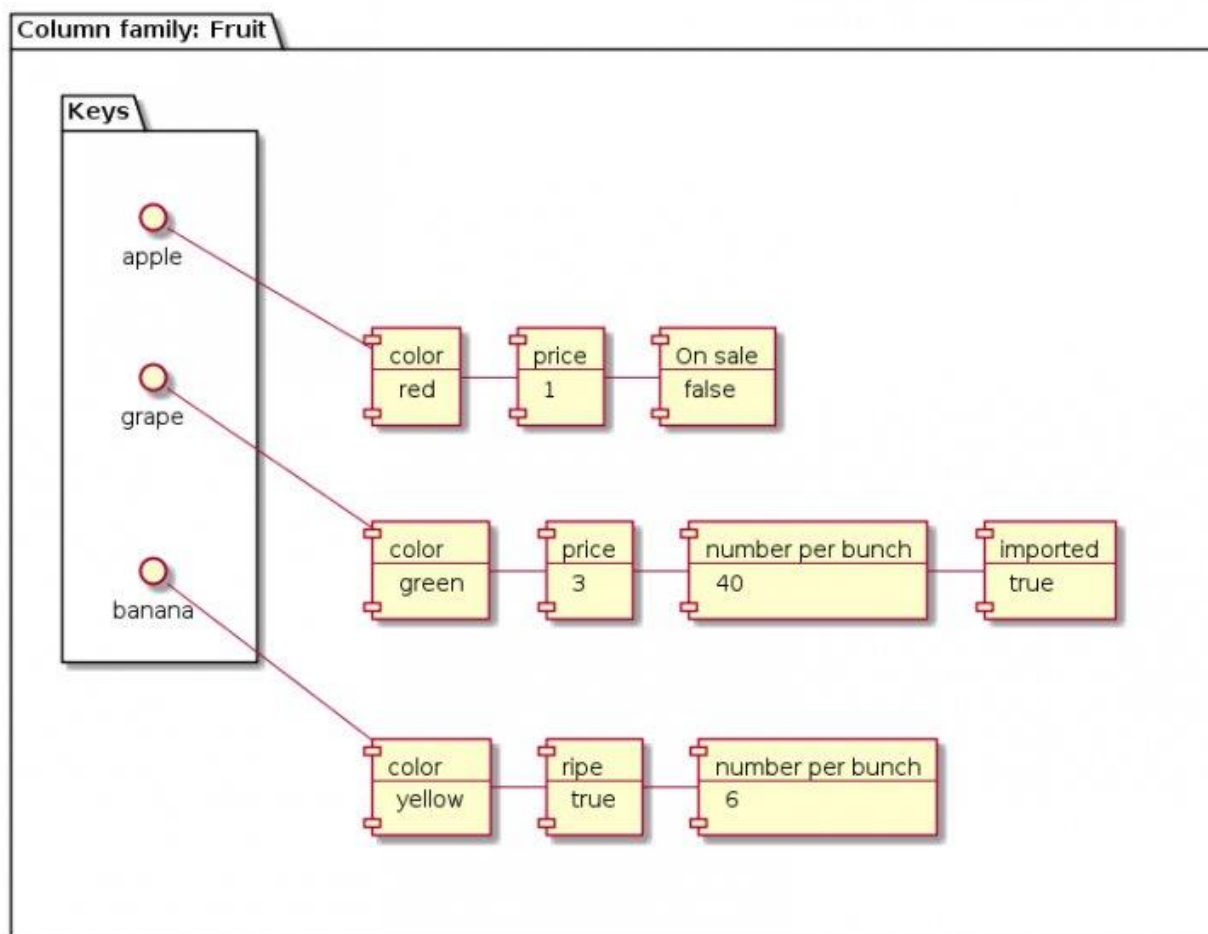 Column family: Fruit
Keys
apple
color
price
On sale
red
1
false
grape
color
price
number per bunch
imported
green
3
40
true
banana
color
ripe
number per bunch
yellow
true
6